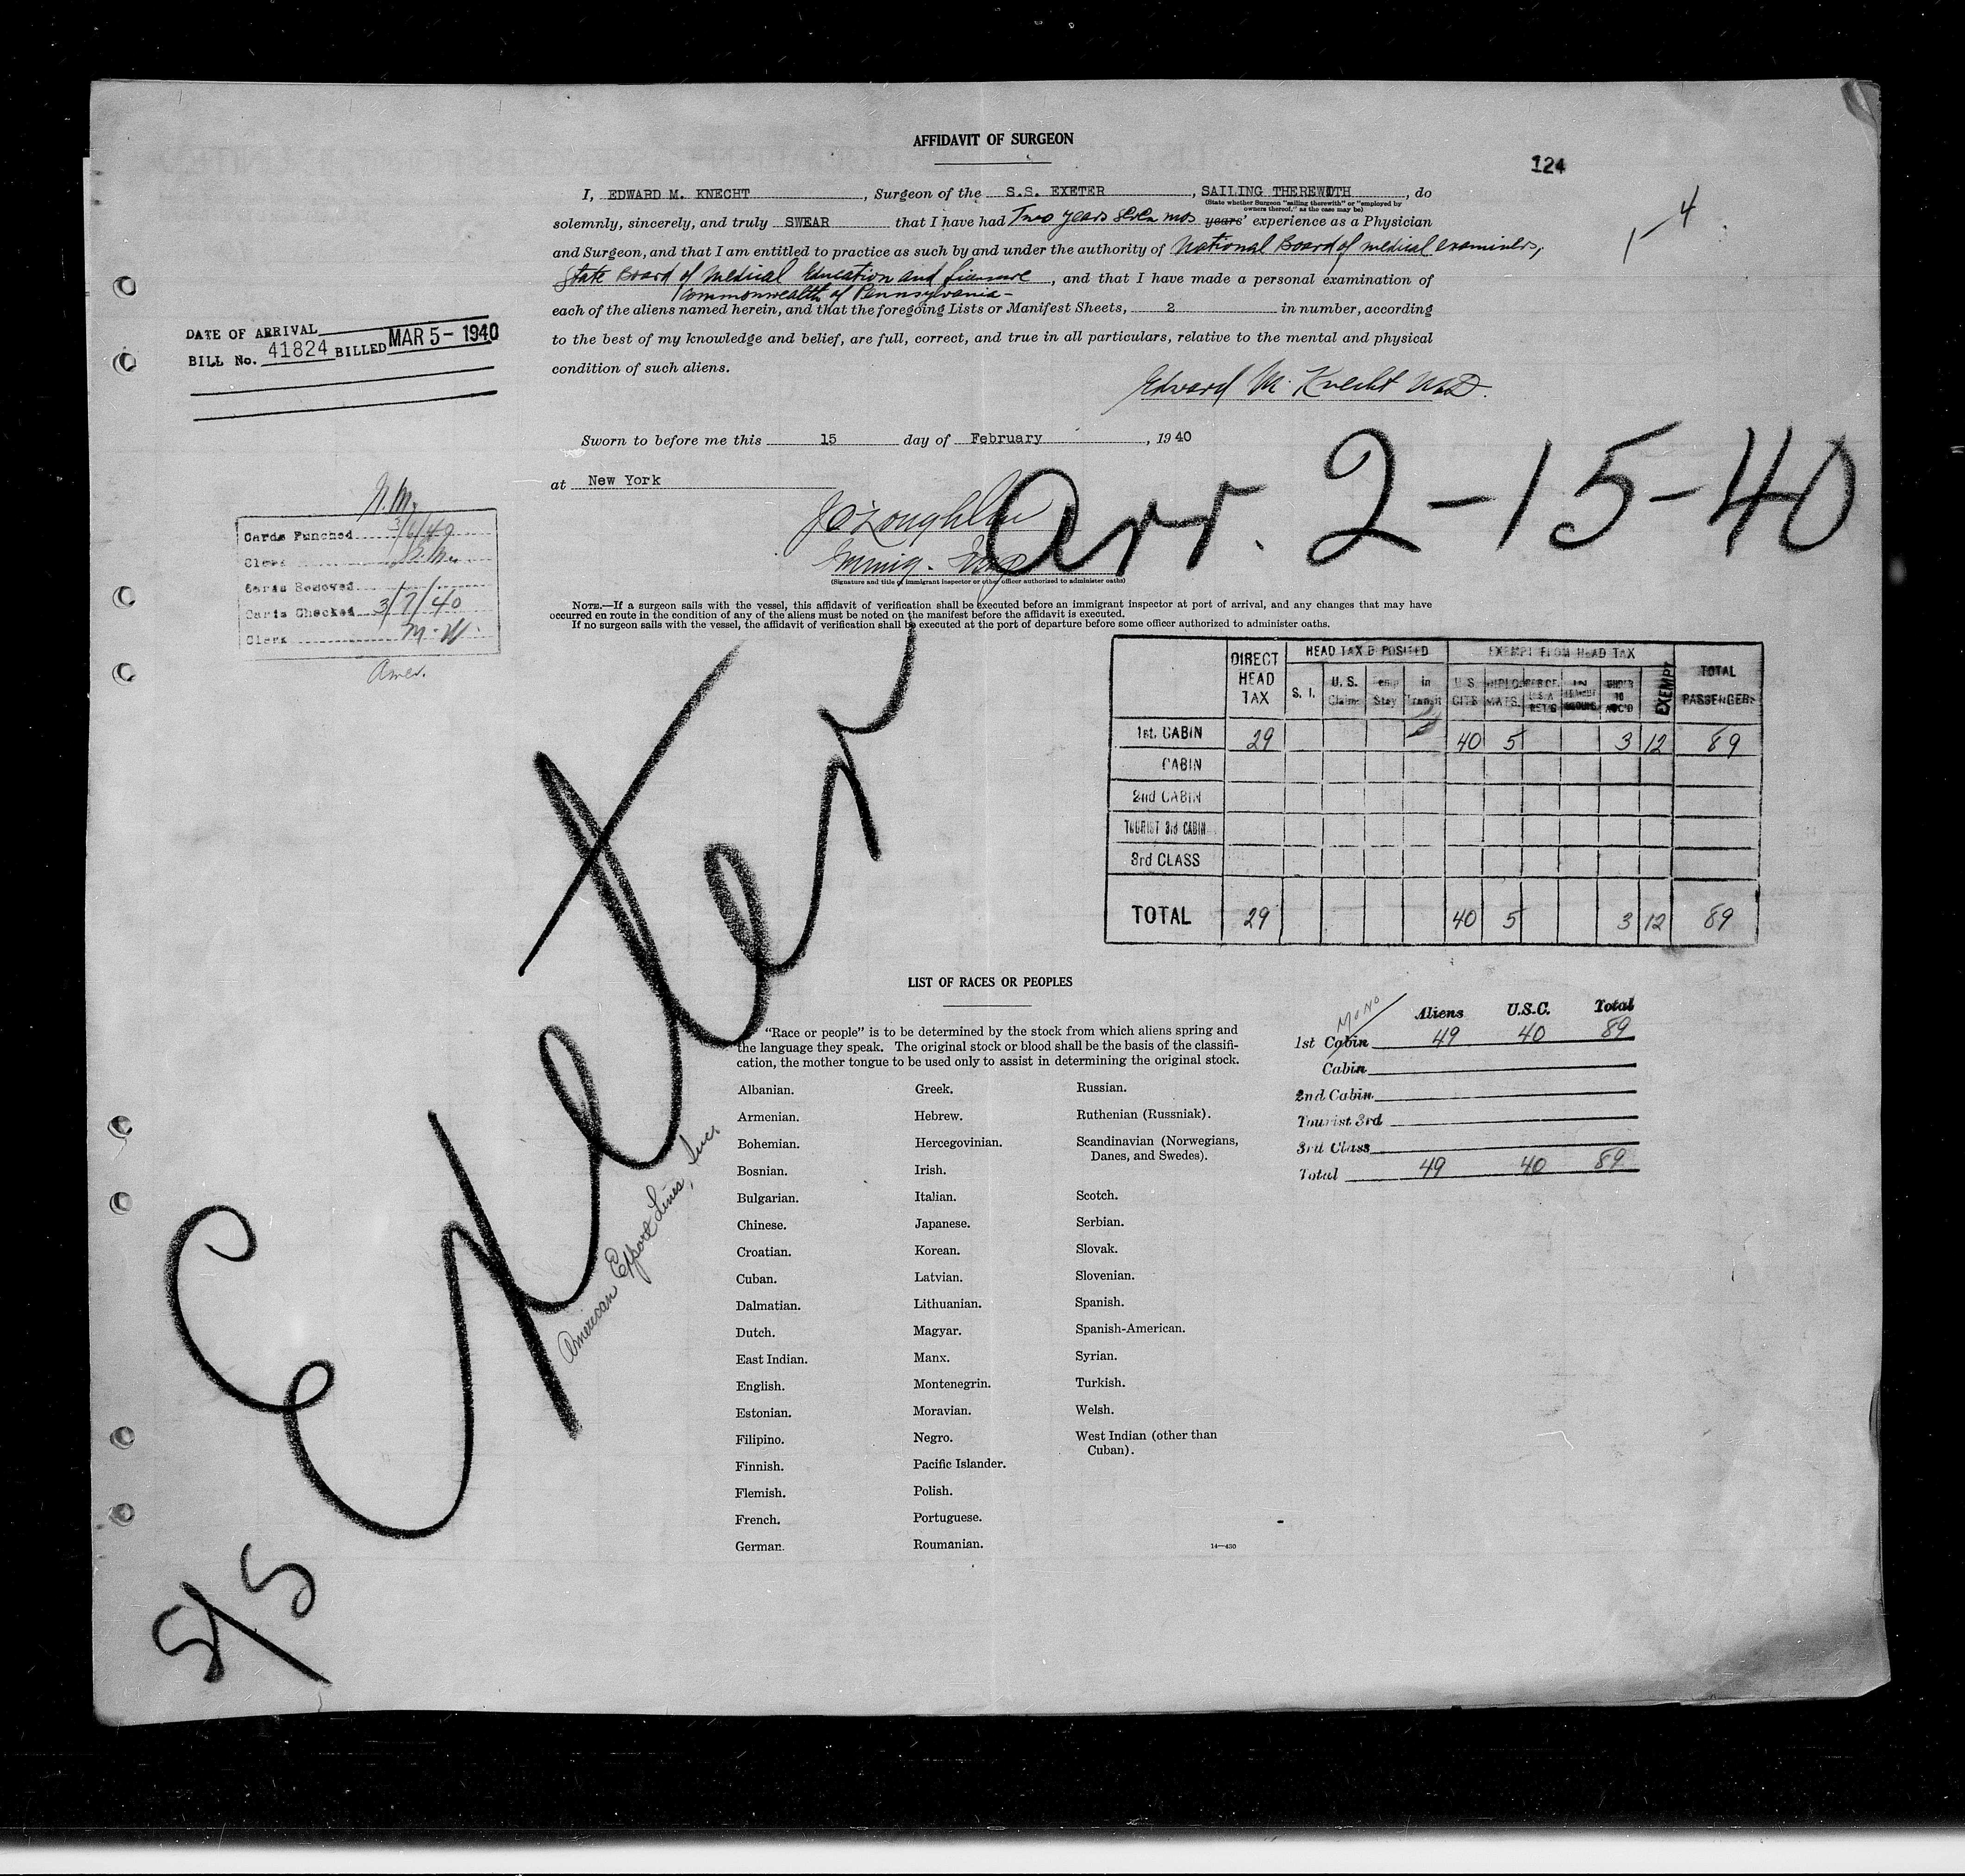 AFFIDAVIT OF SURGEON
124
I, EDWARD M. KNECHT, Surgeon of the S.S. EXETER, SAILING THEREWITH, do
(State whether Surgeon "sailing therewith" or "employed by
owners thereof," as the case may be)
solemnly, sincerely, and truly SWEAR that I have had Two years seven mos years' experience as a Physician
and Surgeon, and that I am entitled to practice as such by and under the authority of National Board of medical examiners,
State Board of Medical Education and Licensure, and that I have made a personal examination of
Commonwealth of Pennsylvania-
each of the aliens named herein, and that the foregoing Lists or Manifest Sheets, 2 in number, according
to the best of my knowledge and belief, are full, correct, and true in all particulars, relative to the mental and physical
condition of such aliens.
Edward M. Knecht M.D.
1-4
DATE OF ARRIVAL
BILL No. 41824 BILLED MAR 5-1940
Sworn to before me this 15 day of February, 1940
at New York
J O'Loughlin
Immig. Insp
(Signature and title of immigrant inspector or other officer authorized to administer oaths)
Arr. 2-15-40
Cards Punched 3/6/40
Clerk
Cards Removed
Cards Checked 3/7/40
Clerk M.W.
Amer.
NOTE.—If a surgeon sails with the vessel, this affidavit of verification shall be executed before an immigrant inspector at port of arrival, and any changes that may have
occurred en route in the condition of any of the aliens must be noted on the manifest before the affidavit is executed.
If no surgeon sails with the vessel, the affidavit of verification shall be executed at the port of departure before some officer authorized to administer oaths.
DIRECT HEAD TAX
HEAD TAX DEPOSITED
EXEMPT FROM HEAD TAX
TOTAL PASSENGERS
S. I. U. S. Claims Temp Stay In Transit U.S. CITS DIPLOMATS UNDER 16 ACC'D EXEMPT
1st. CABIN 29 40 5 3 12 89
CABIN
2nd CABIN
TOURIST 3rd CABIN
3rd CLASS
TOTAL 29 40 5 3 12 89
S/S Exeter
American Export Lines, Inc.
LIST OF RACES OR PEOPLES
"Race or people" is to be determined by the stock from which aliens spring and
the language they speak. The original stock or blood shall be the basis of the classifi-
cation, the mother tongue to be used only to assist in determining the original stock.
Albanian.
Armenian.
Bohemian.
Bosnian.
Bulgarian.
Chinese.
Croatian.
Cuban.
Dalmatian.
Dutch.
East Indian.
English.
Estonian.
Filipino.
Finnish.
Flemish.
French.
German.
Greek.
Hebrew.
Hercegovinian.
Irish.
Italian.
Japanese.
Korean.
Latvian.
Lithuanian.
Magyar.
Manx.
Montenegrin.
Moravian.
Negro.
Pacific Islander.
Polish.
Portuguese.
Roumanian.
Russian.
Ruthenian (Russniak).
Scandinavian (Norwegians,
Danes, and Swedes).
Scotch.
Serbian.
Slovak.
Slovenian.
Spanish.
Spanish-American.
Syrian.
Turkish.
Welsh.
West Indian (other than
Cuban).
14—430
Aliens U.S.C. Total
1st Cabin 49 40 89
Cabin
2nd Cabin
Tourist 3rd
3rd Class
Total 49 40 89